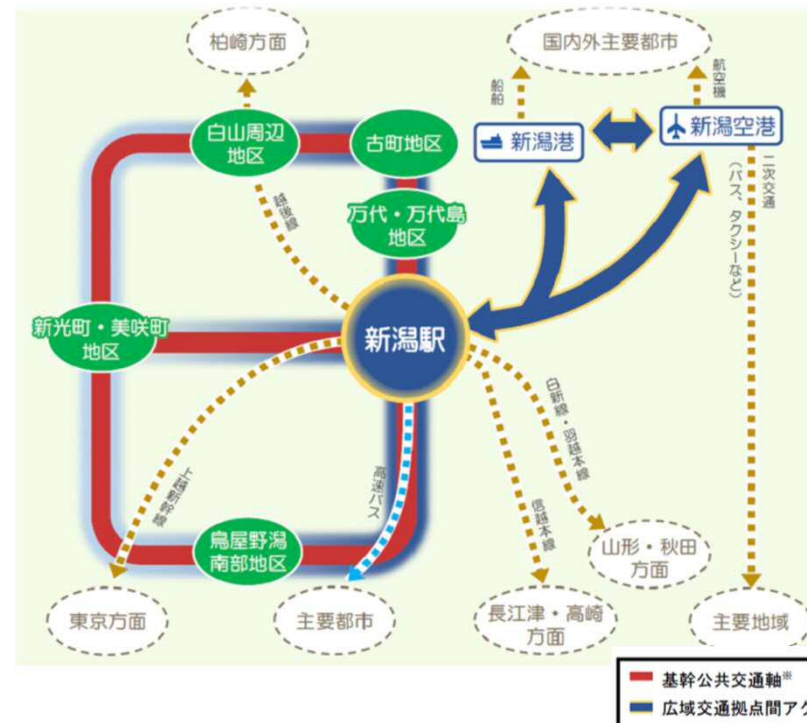 柏崎方面
国内外主要都市
船舶
航空機
白山周辺
地区
古町地区
新潟港
新潟空港
二次交通
（バス、タクシーなど）
越後線
万代・万代島
地区
新光町・美咲町
地区
新潟駅
白新線・羽越本線
上越新幹線
高速バス
信越本線
鳥屋野潟
南部地区
山形・秋田
方面
東京方面
主要都市
長江津・高崎
方面
主要地域
基幹公共交通軸※
広域交通拠点間アク